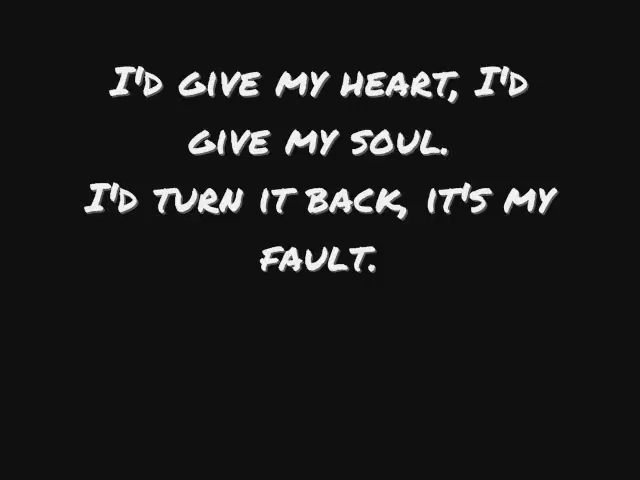 I'D GIVE MY HEART, I'D
GIVE MY SOUL.
I'D TURN IT BACK, IT'S MY
FAULT.